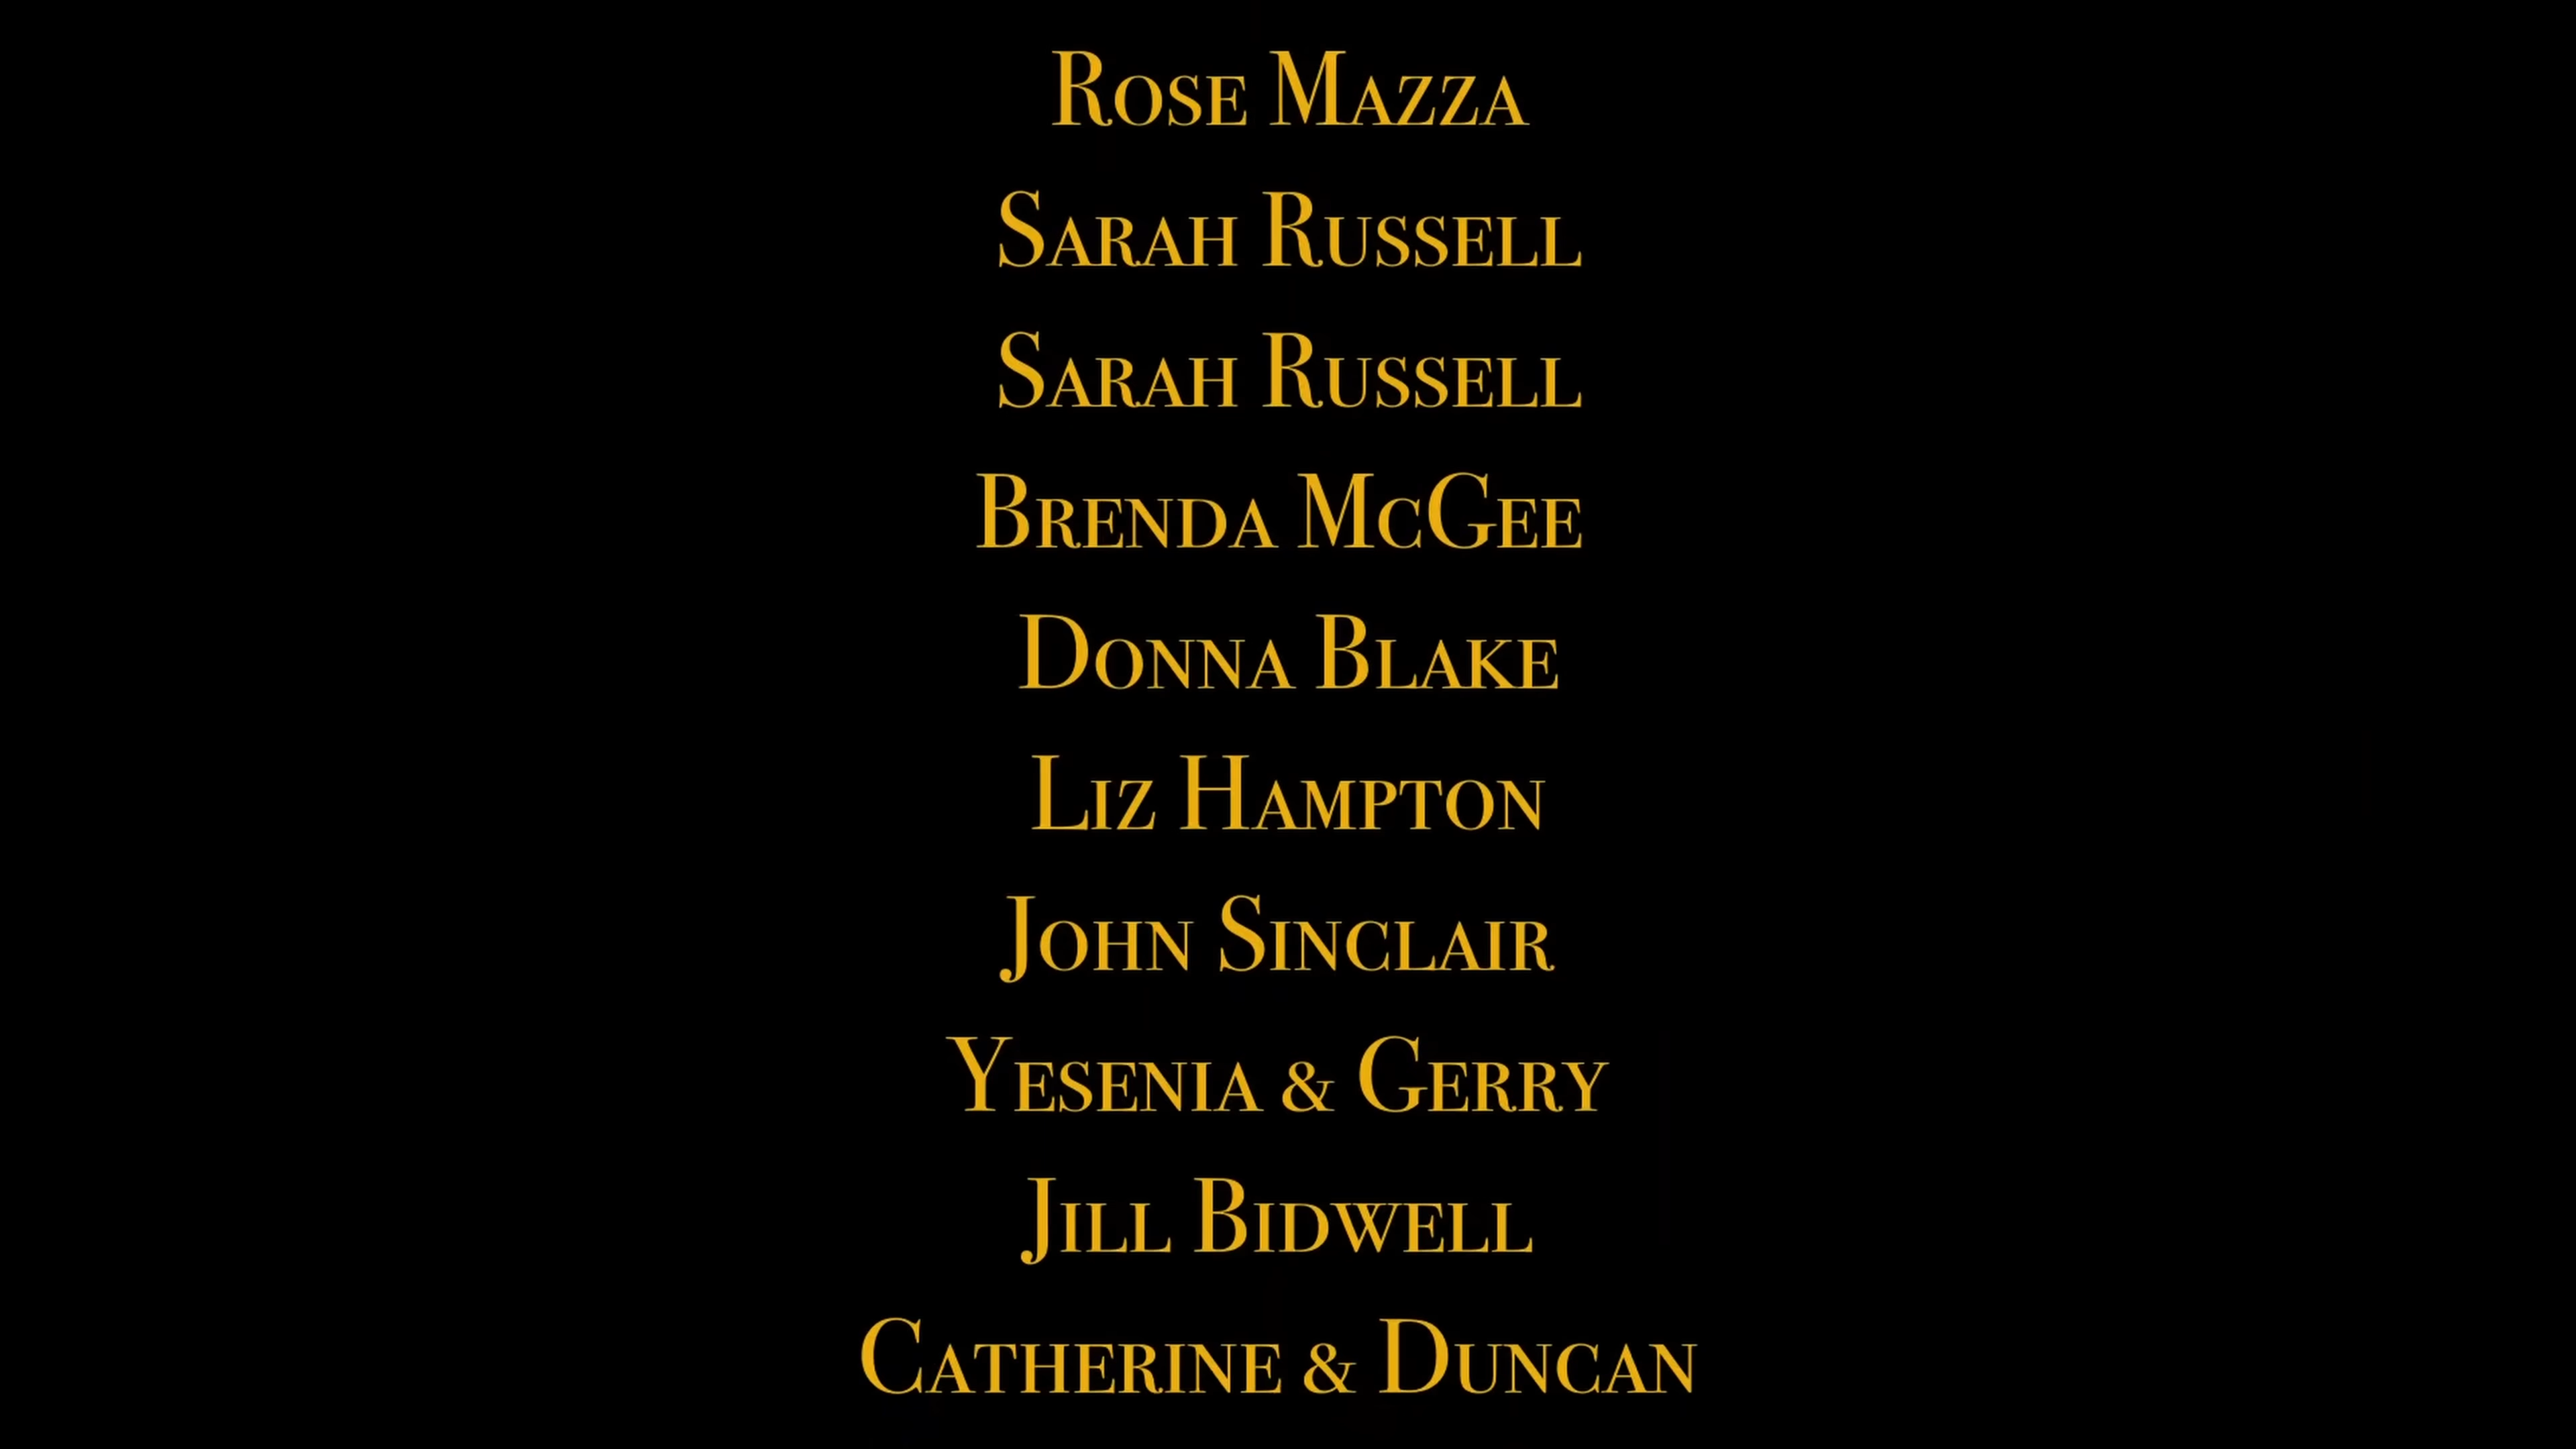 Rose Mazza
Sarah Russell
Sarah Russell
Brenda McGee
Donna Blake
Liz Hampton
John Sinclair
Yesenia & Gerry
Jill Bidwell
Catherine & Duncan